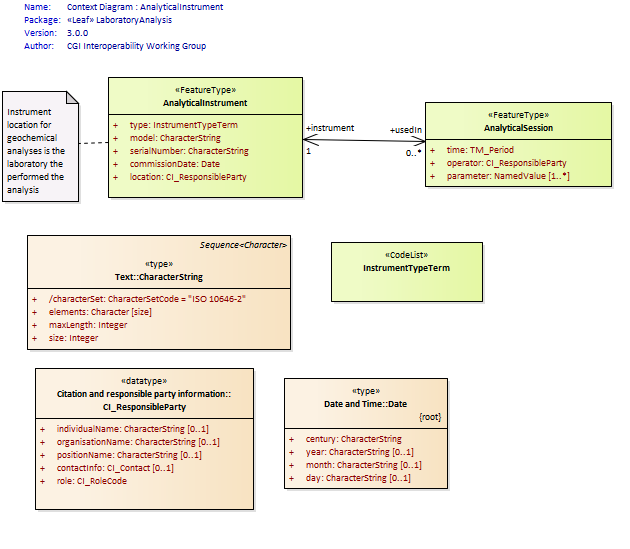 Name: Context Diagram : AnalyticalInstrument
Package: «Leaf» LaboratoryAnalysis
Version: 3.0.0
Author: CGI Interoperability Working Group
Instrument
location for
geochemical
analyses is the
laboratory the
performed the
analysis
«FeatureType»
AnalyticalInstrument
+ type: InstrumentTypeTerm
+ model: CharacterString
+ serialNumber: CharacterString
+ commissionDate: Date
+ location: CI_ResponsibleParty
+instrument
1
+usedIn
0..*
«FeatureType»
AnalyticalSession
+ time: TM_Period
+ operator: CI_ResponsibleParty
+ parameter: NamedValue [1..*]
Sequence<Character>
«type»
Text::CharacterString
+ /characterSet: CharacterSetCode = "ISO 10646-2"
+ elements: Character [size]
+ maxLength: Integer
+ size: Integer
«CodeList»
InstrumentTypeTerm
«datatype»
Citation and responsible party information::
CI_ResponsibleParty
+ individualName: CharacterString [0..1]
+ organisationName: CharacterString [0..1]
+ positionName: CharacterString [0..1]
+ contactInfo: CI_Contact [0..1]
+ role: CI_RoleCode
«type»
Date and Time::Date
{root}
+ century: CharacterString
+ year: CharacterString [0..1]
+ month: CharacterString [0..1]
+ day: CharacterString [0..1]